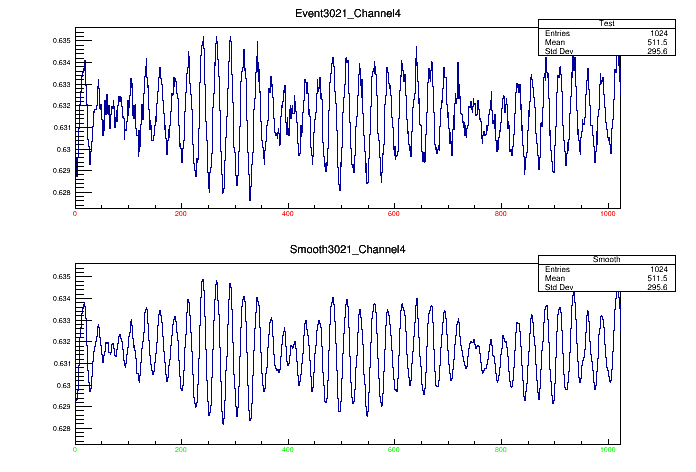 Event3021_Channel4
Test
Entries 1024
Mean 511.5
Std Dev 295.6
0.635
0.634
0.633
0.632
0.631
0.63
0.629
0.628
0 200 400 600 800 1000
Smooth3021_Channel4
Smooth
Entries 1024
Mean 511.5
Std Dev 295.6
0.635
0.634
0.633
0.632
0.631
0.63
0.629
0.628
0 200 400 600 800 1000